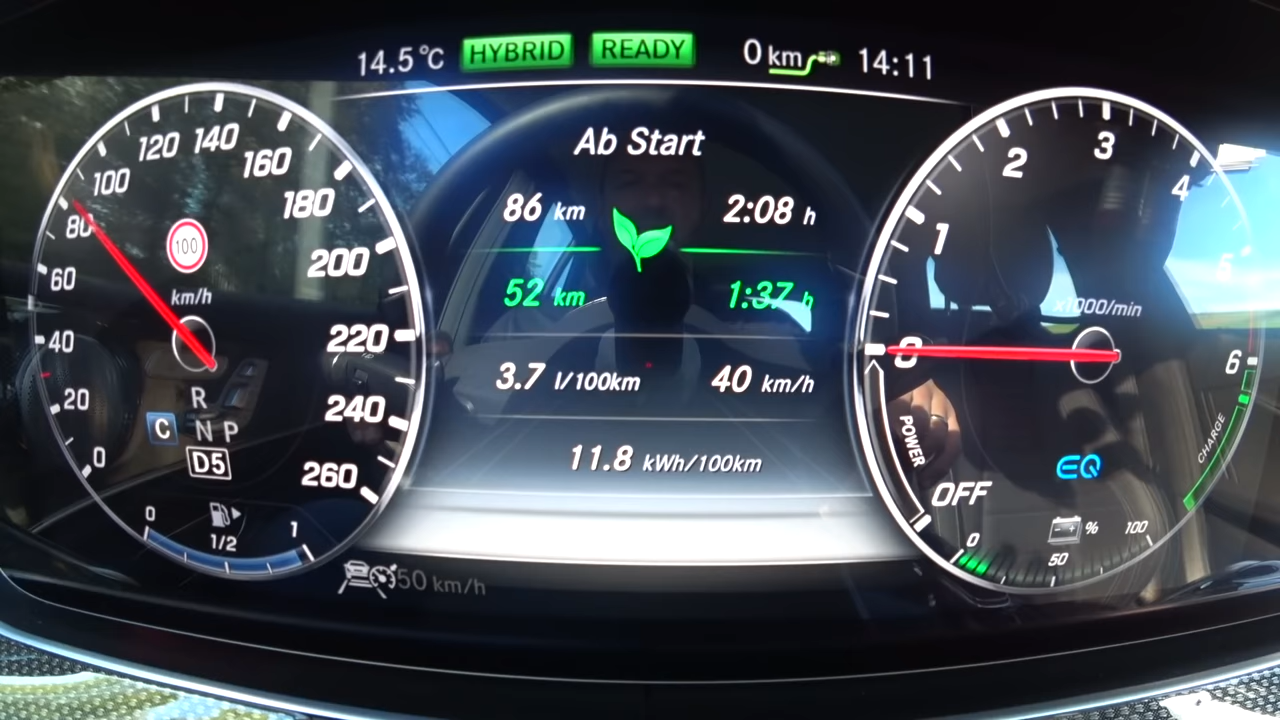 14.5°C HYBRID READY 0 km 14:11
Ab Start
86 km 2:08 h
52 km 1:37 h
3.7 l/100km 40 km/h
11.8 kWh/100km
0
20
40
60
80
100
120
140
160
180
200
220
240
260
100
km/h
R
C N P
D5
0 1/2 1
50 km/h
0
1
2
3
4
5
6
x1000/min
POWER
CHARGE
EQ
OFF
0 50 100 %